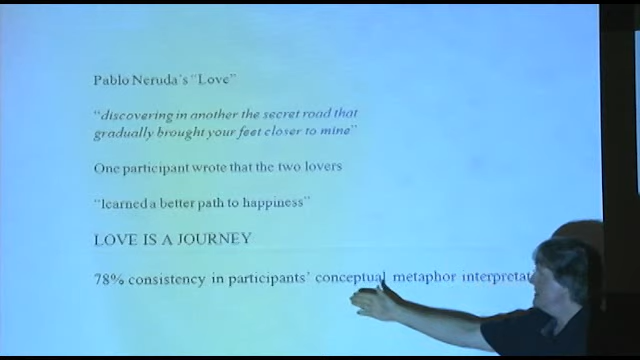 Pablo Neruda's "Love"
"discovering in another the secret road that
gradually brought your feet closer to mine"
One participant wrote that the two lovers
"learned a better path to happiness"
LOVE IS A JOURNEY
78% consistency in participants' conceptual metaphor